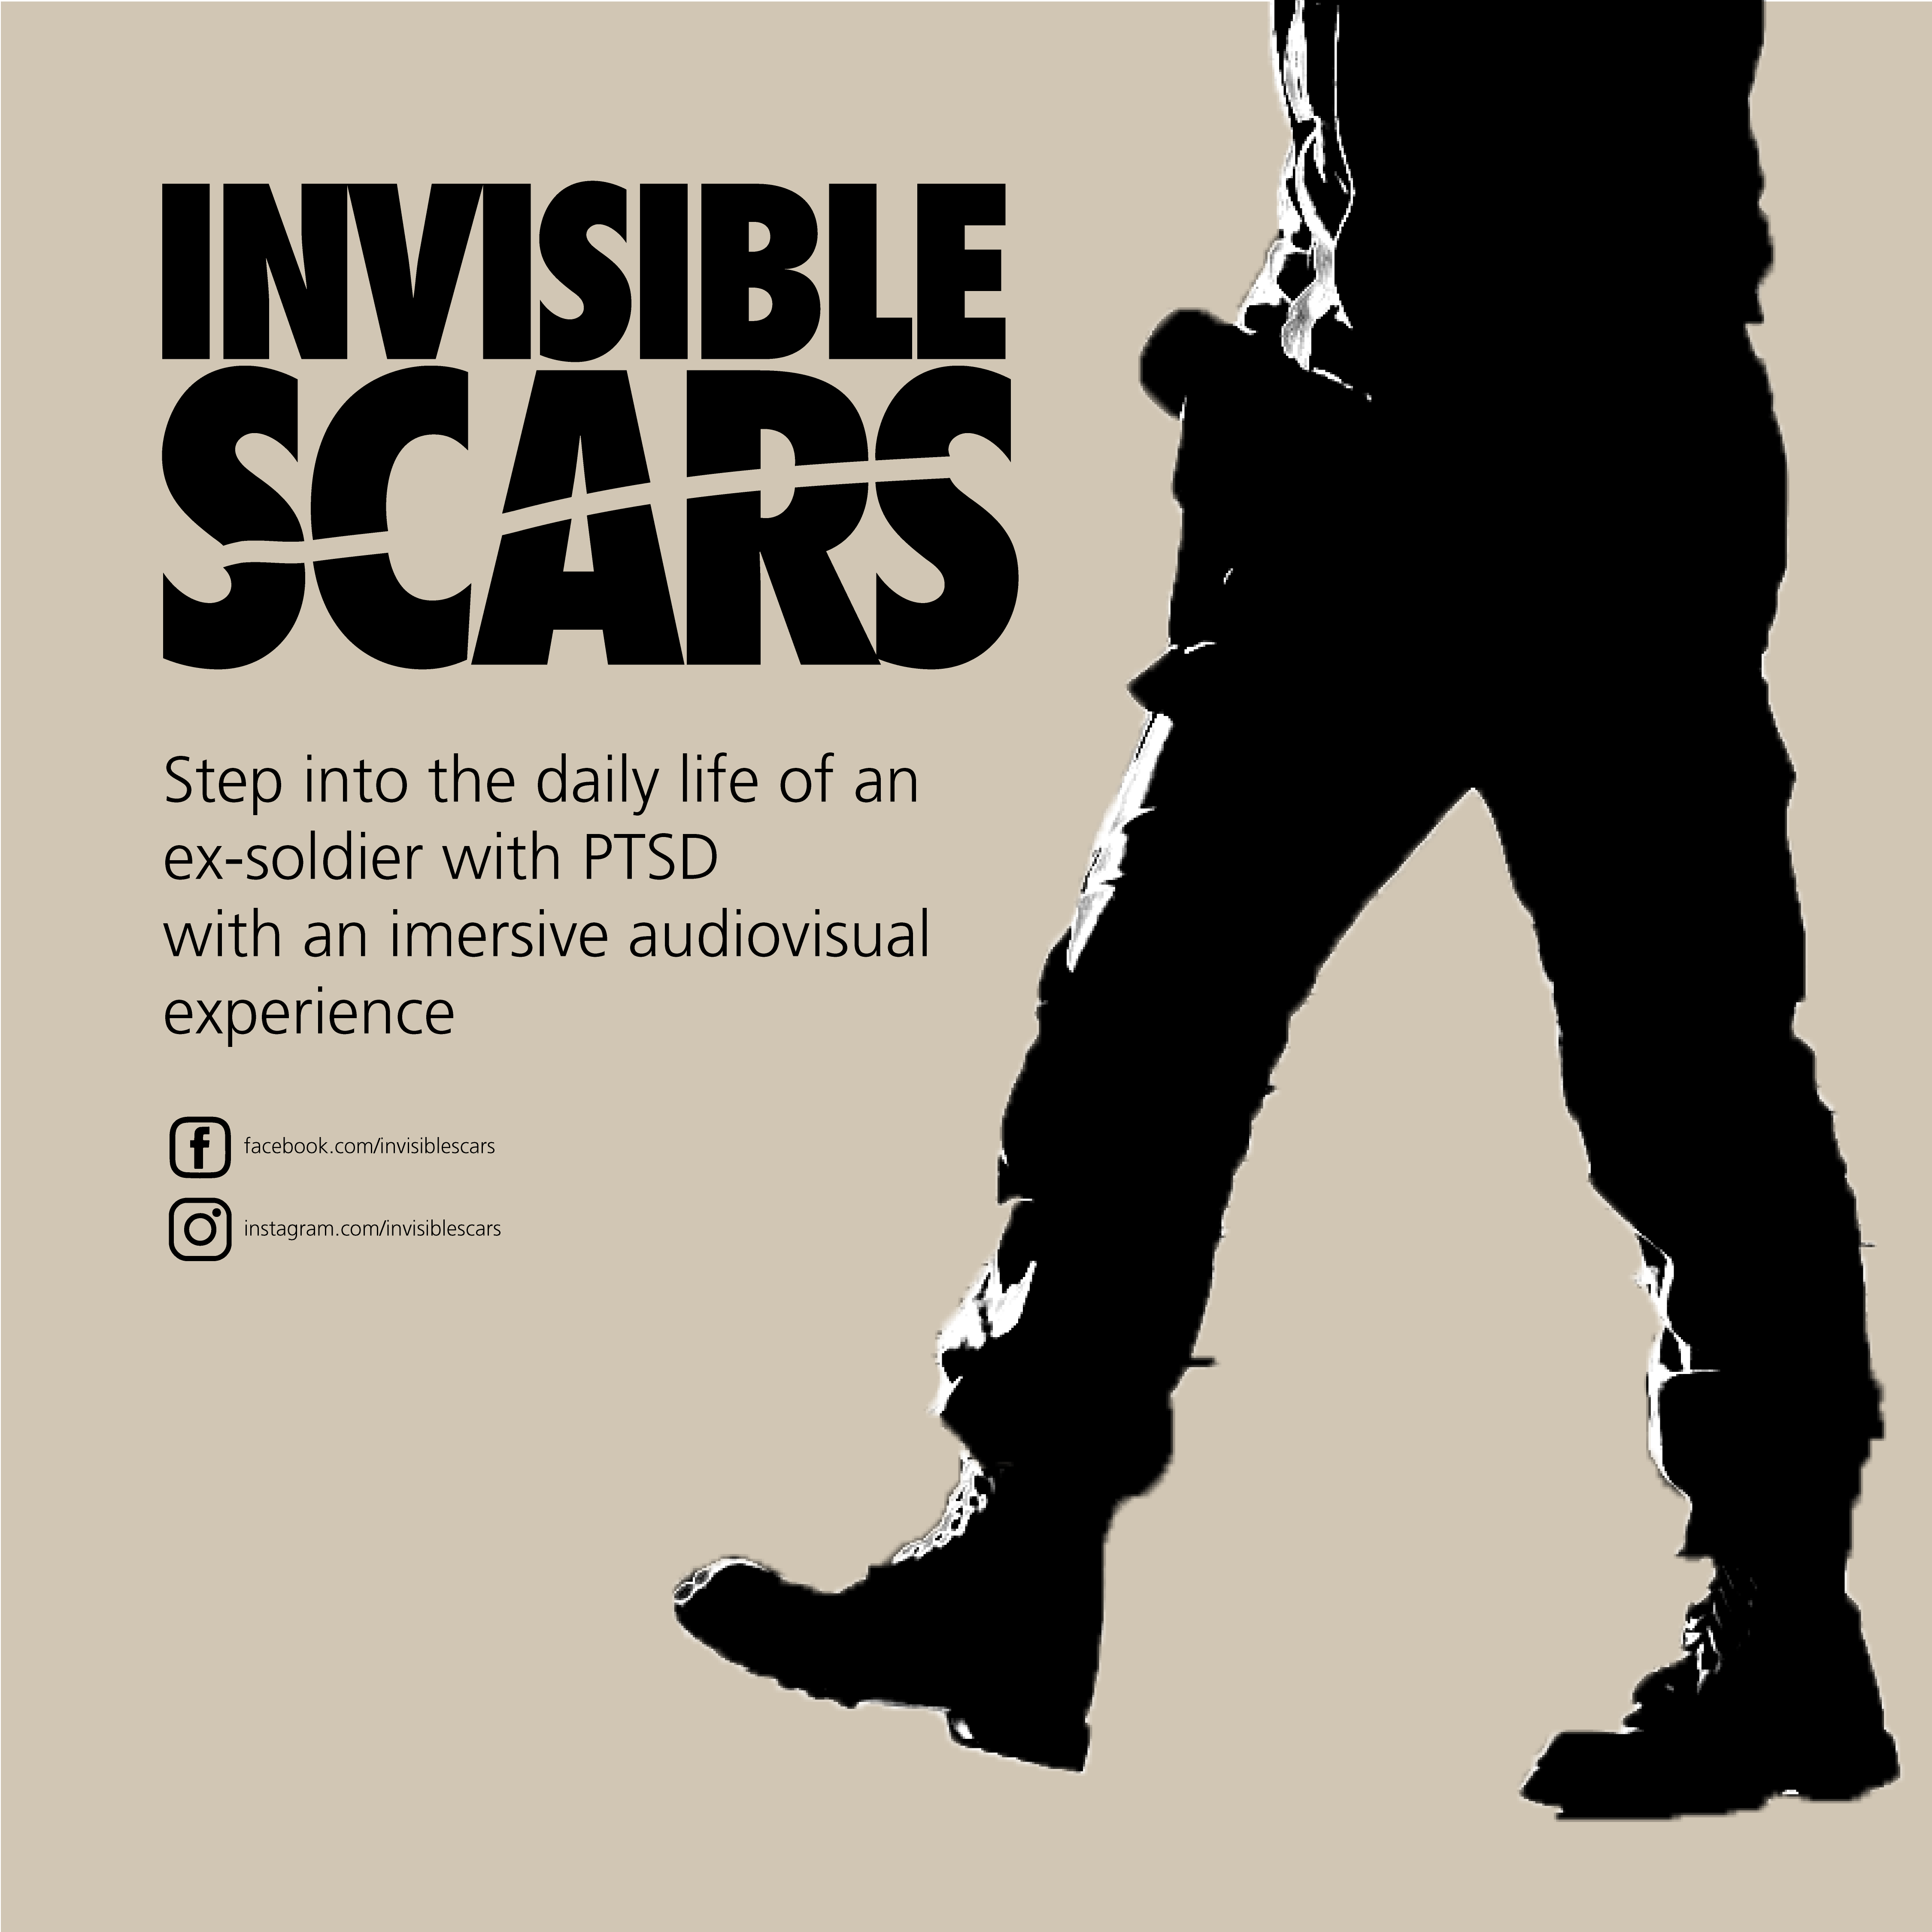 INVISIBLE
SCARS
Step into the daily life of an
ex-soldier with PTSD
with an imersive audiovisual
experience
facebook.com/invisiblescars
instagram.com/invisiblescars